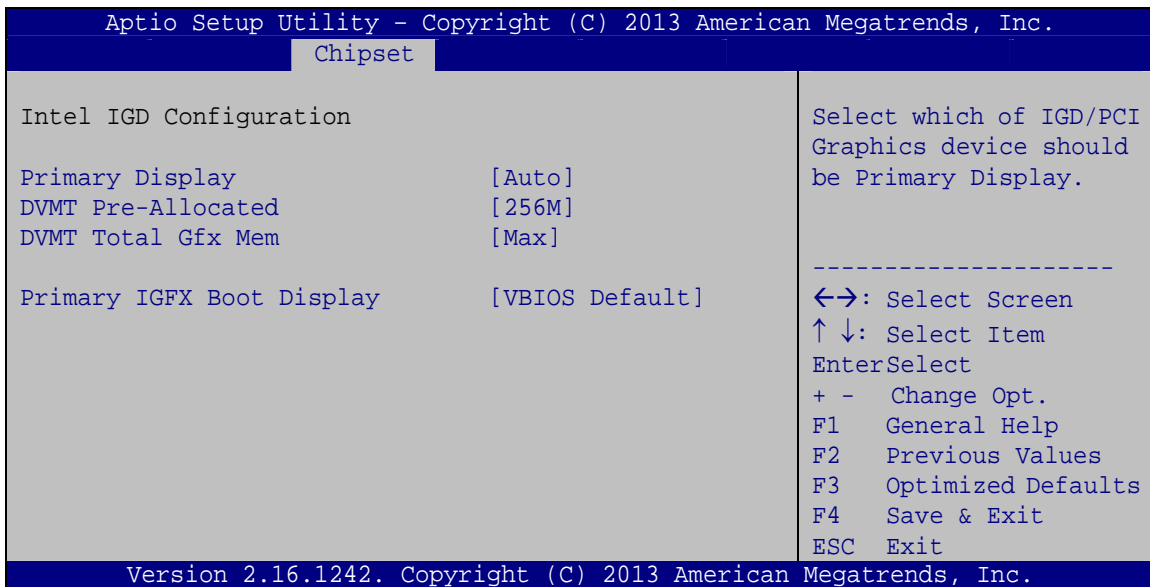 Aptio Setup Utility – Copyright (C) 2013 American Megatrends, Inc.
Chipset
Intel IGD Configuration
Primary Display [Auto]
DVMT Pre-Allocated [256M]
DVMT Total Gfx Mem [Max]
Primary IGFX Boot Display [VBIOS Default]
Select which of IGD/PCI
Graphics device should
be Primary Display.
---------------------
←→: Select Screen
↑ ↓: Select Item
EnterSelect
+ - Change Opt.
F1 General Help
F2 Previous Values
F3 Optimized Defaults
F4 Save & Exit
ESC Exit
Version 2.16.1242. Copyright (C) 2013 American Megatrends, Inc.